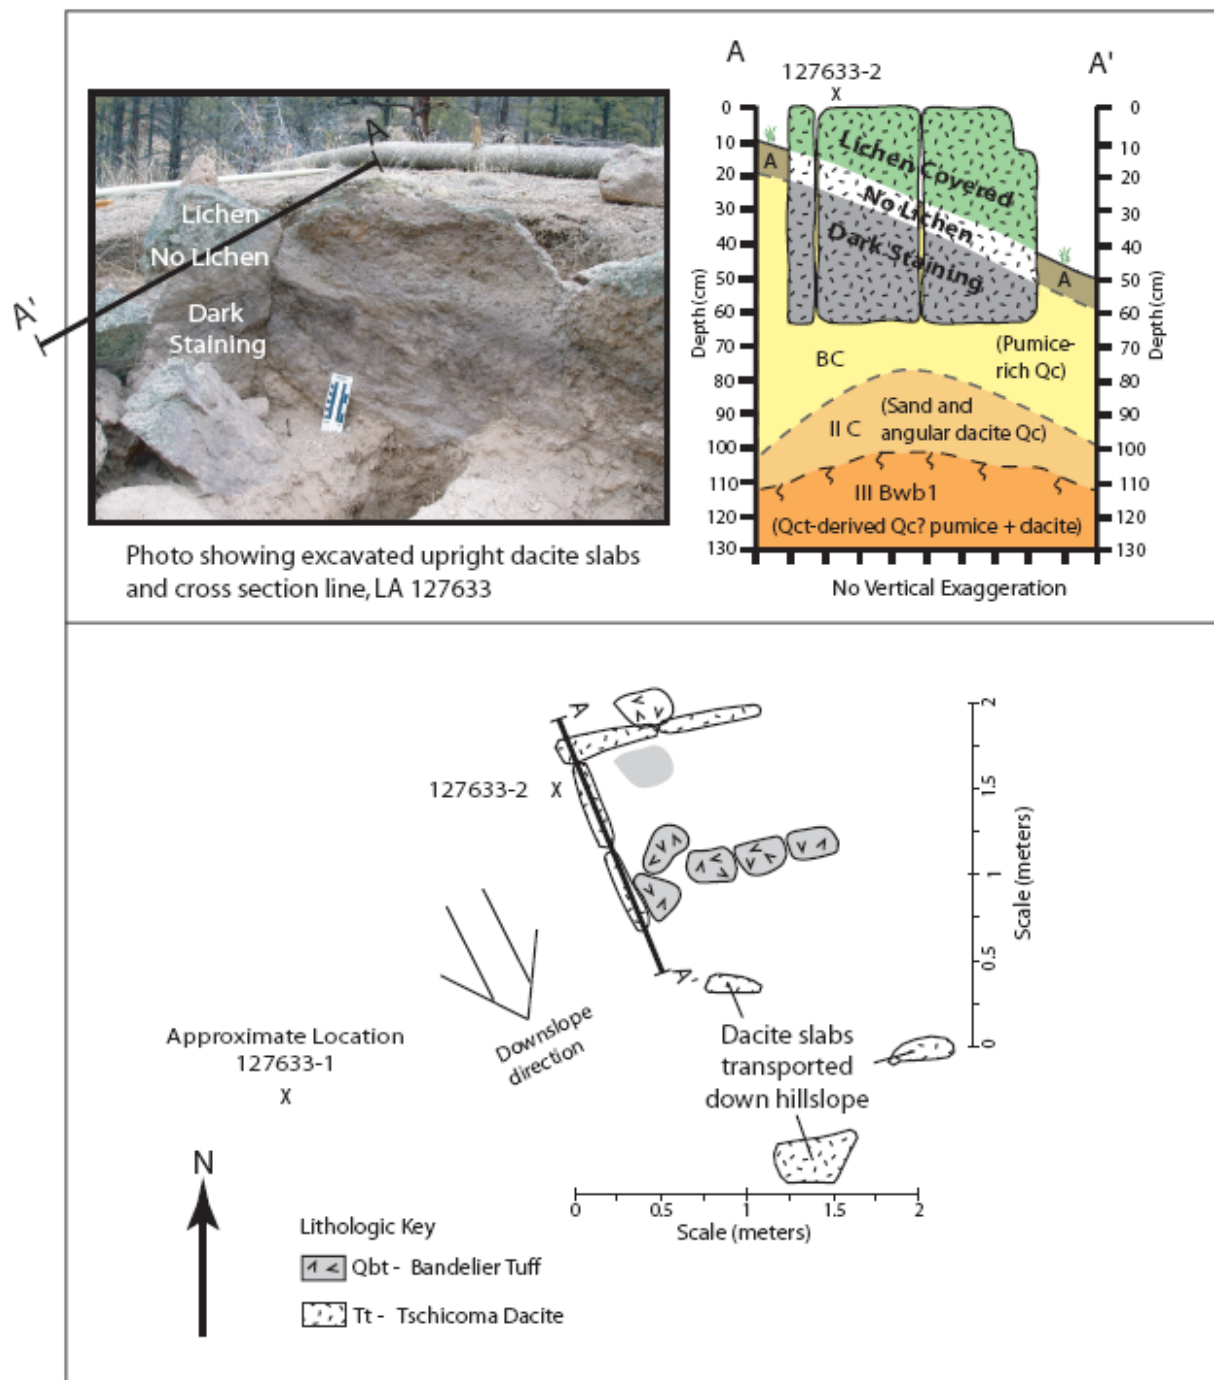 A
A'
Lichen
No Lichen
Dark
Staining
Photo showing excavated upright dacite slabs
and cross section line, LA 127633
A
A'
127633-2
X
0
10
20
30
40
50
60
70
80
90
100
110
120
130
Depth (cm)
0
10
20
30
40
50
60
70
80
90
100
110
120
130
Depth (cm)
A
A
Lichen Covered
No Lichen
Dark Staining
BC
(Pumice-
rich Qc)
II C
(Sand and
angular dacite Qc)
III Bwb1
(Qct-derived Qc? pumice + dacite)
No Vertical Exaggeration
A
A'
127633-2 X
2
1.5
1
0.5
0
Scale (meters)
Downslope
direction
Approximate Location
127633-1
X
Dacite slabs
transported
down hillslope
0 0.5 1 1.5 2
Scale (meters)
N
Lithologic Key
Qbt - Bandelier Tuff
Tt - Tschicoma Dacite